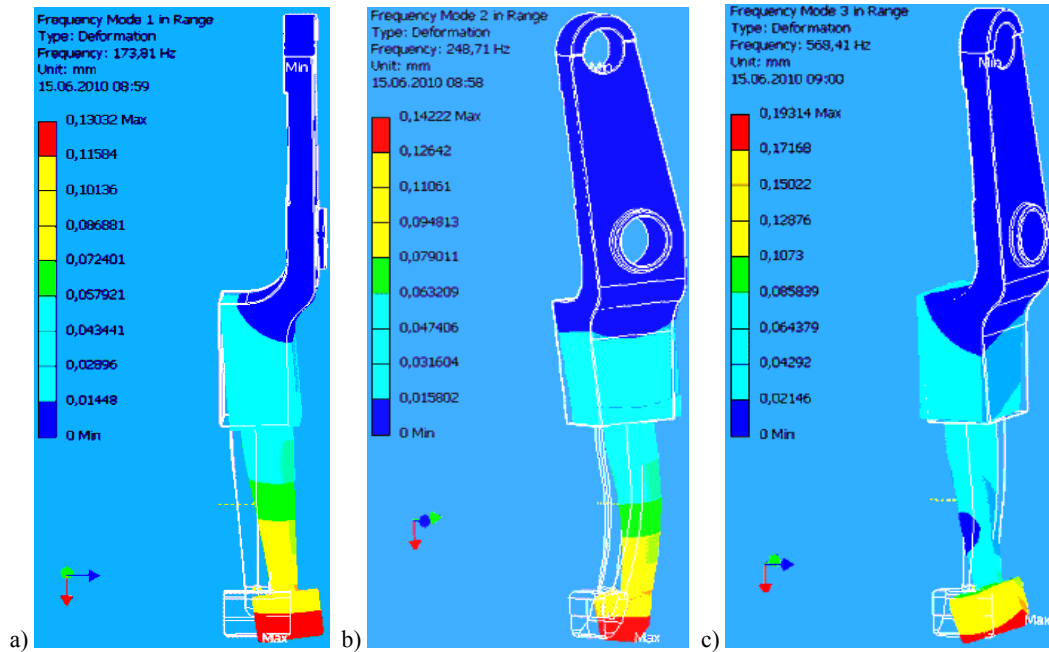 Frequency Mode 1 in Range
Type: Deformation
Frequency: 173,81 Hz
Unit: mm
15.06.2010 08:59
Min
0,13032 Max
0,11584
0,10136
0,086881
0,072401
0,057921
0,043441
0,02896
0,01448
0 Min
Max
a)
Frequency Mode 2 in Range
Type: Deformation
Frequency: 248,71 Hz
Unit: mm
15.06.2010 08:58
Min
0,14222 Max
0,12642
0,11061
0,094813
0,079011
0,063209
0,047406
0,031604
0,015802
0 Min
Max
b)
Frequency Mode 3 in Range
Type: Deformation
Frequency: 568,41 Hz
Unit: mm
15.06.2010 09:00
Min
0,19314 Max
0,17168
0,15022
0,12876
0,1073
0,085839
0,064379
0,04292
0,02146
0 Min
Max
c)